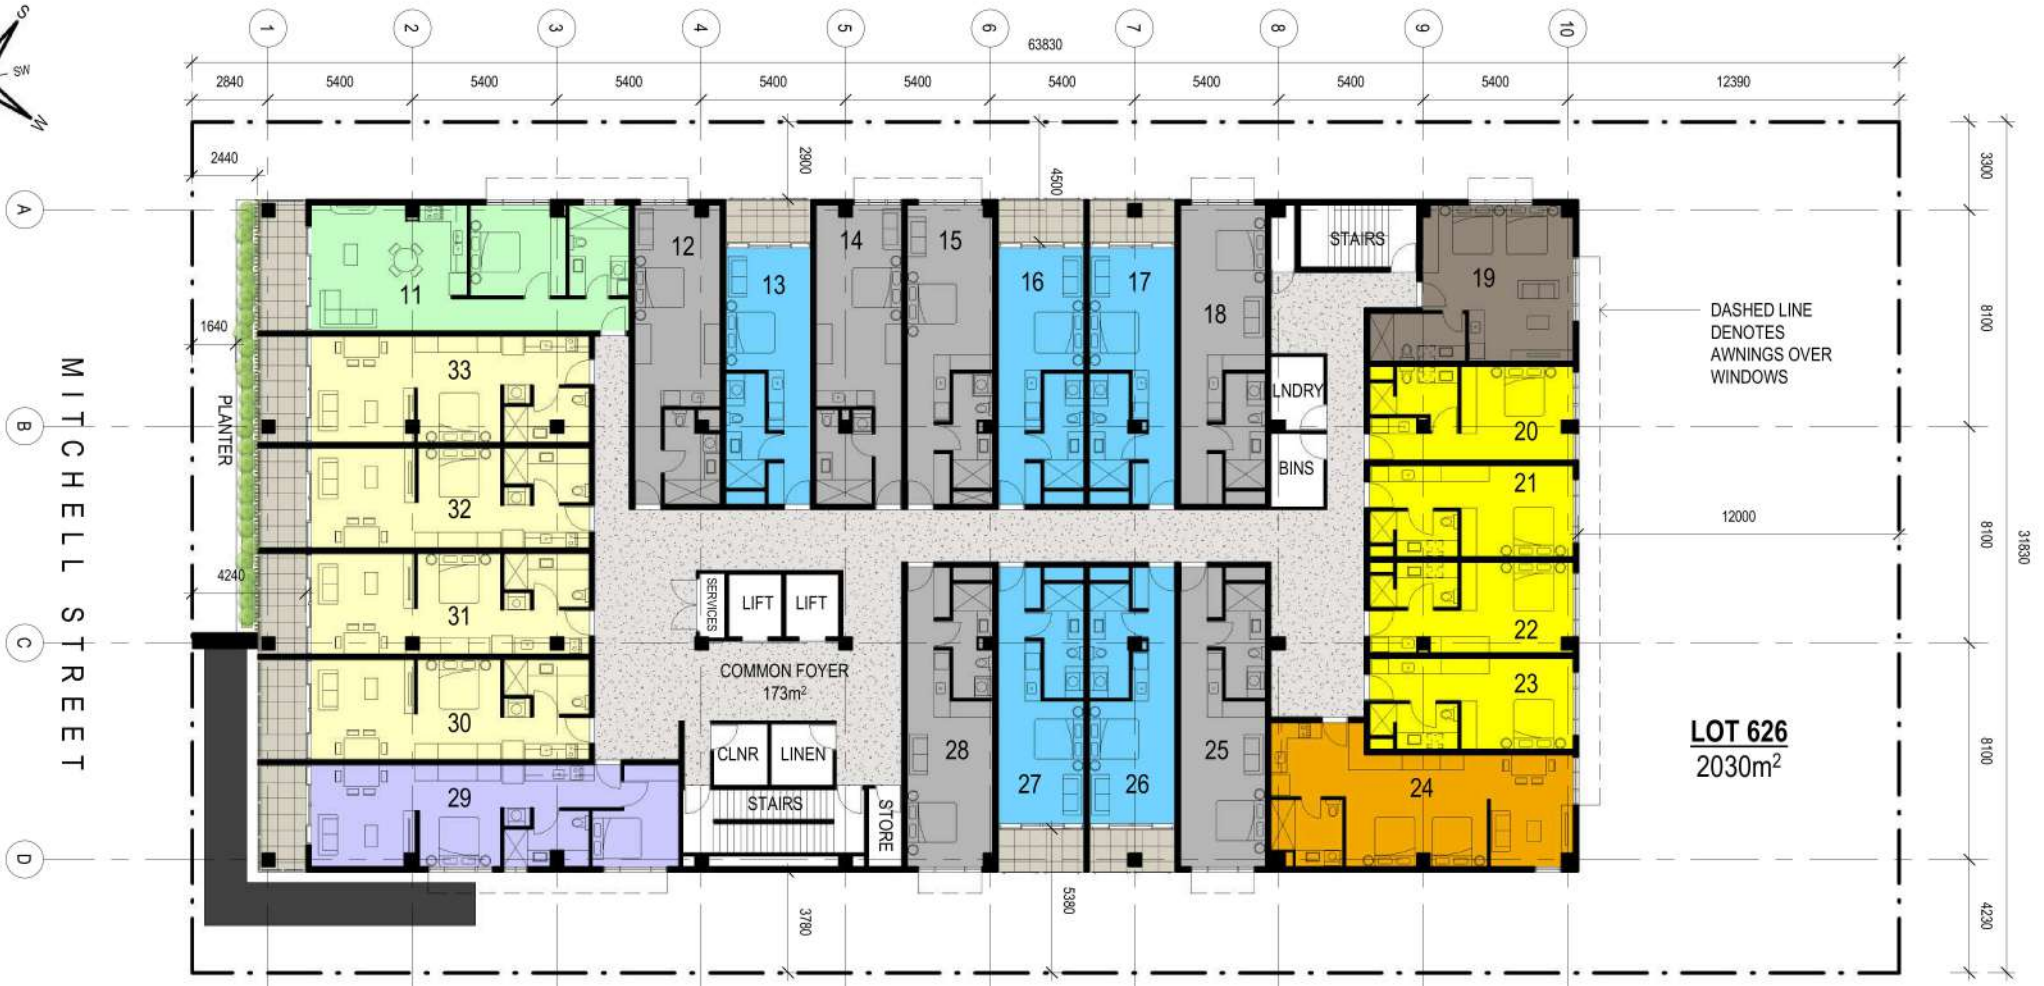 S
SW
W
1
2
3
4
5
6
7
8
9
10
63830
2840
5400
5400
5400
5400
5400
5400
5400
5400
5400
12390
2440
2900
4500
3300
A
11
12
13
14
15
16
17
18
STAIRS
19
DASHED LINE
DENOTES
AWNINGS OVER
WINDOWS
8100
1640
33
LNDRY
20
B
PLANTER
BINS
21
32
12000
8100
31830
MITCHELL STREET
4240
SERVICES
LIFT
LIFT
31
22
C
COMMON FOYER
173m²
23
30
CLNR
LINEN
28
27
26
25
24
LOT 626
2030m²
8100
29
STAIRS
STORE
D
3780
5380
4230